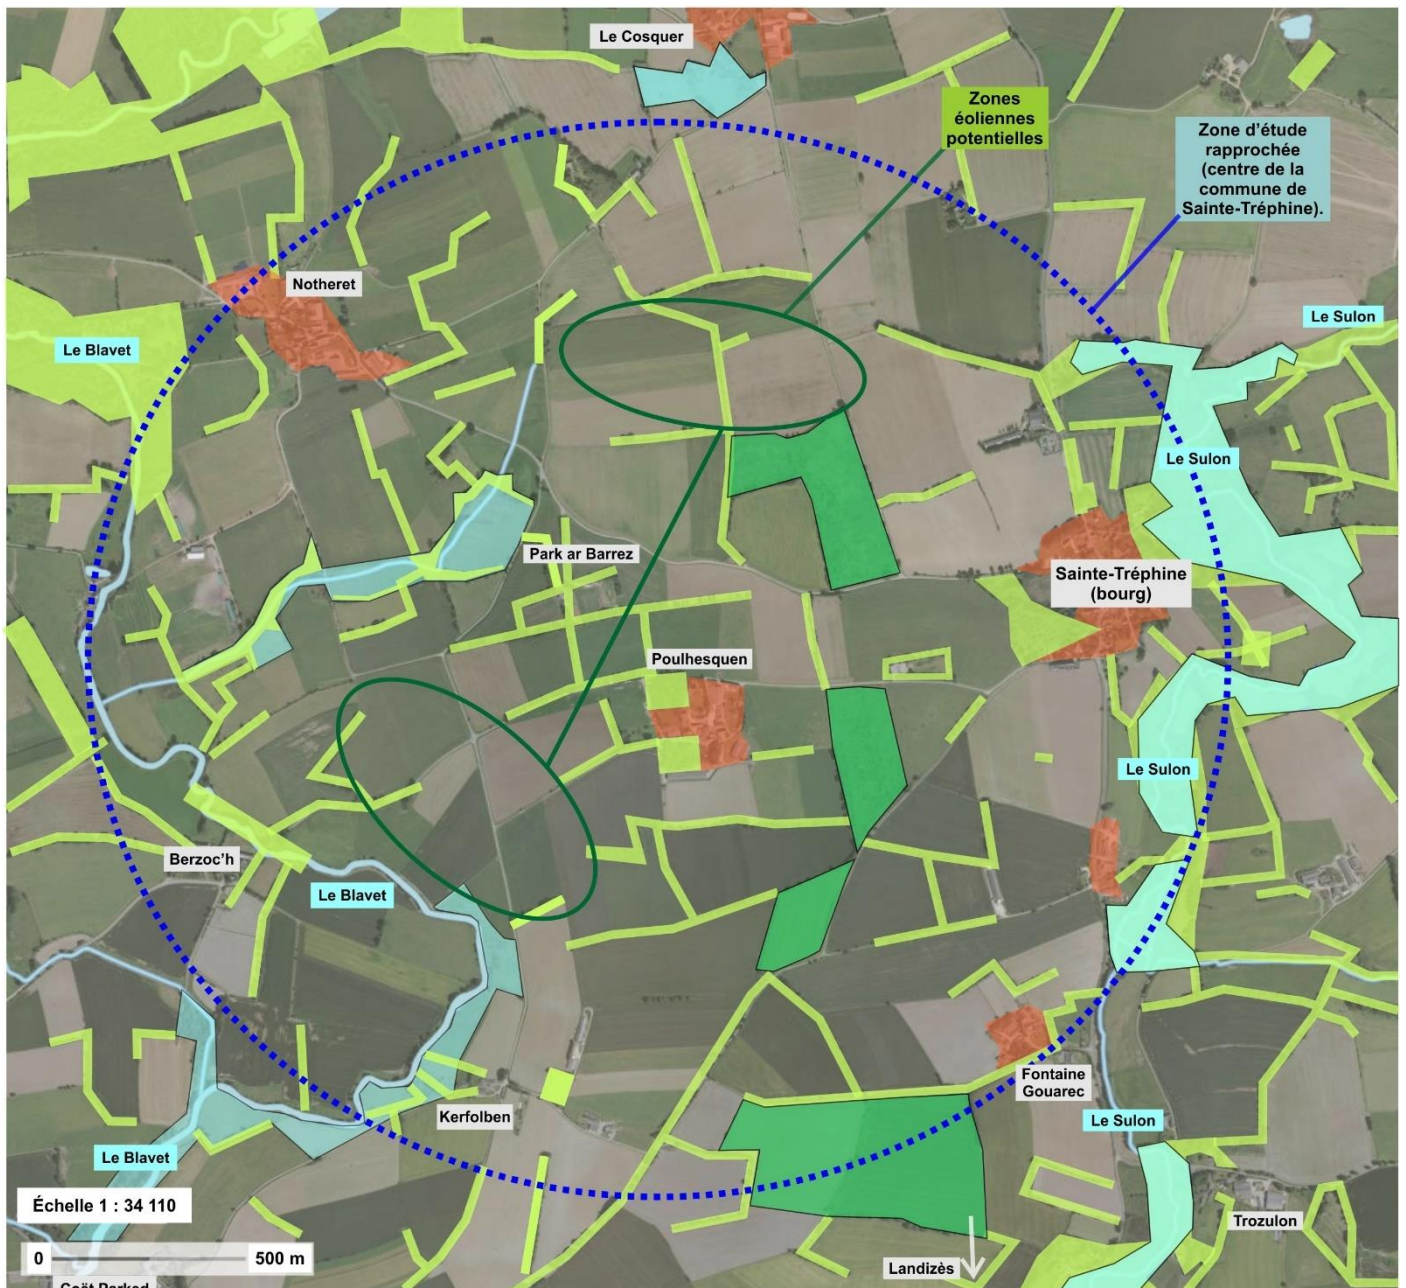 Le Cosquer
Zones
éoliennes
potentielles
Zone d'étude
rapprochée
(centre de la
commune de
Sainte-Tréphine).
Notheret
Le Blavet
Le Sulon
Le Sulon
Park ar Barrez
Sainte-Tréphine
(bourg)
Poulhesquen
Le Sulon
Berzoc'h
Le Blavet
Fontaine
Gouarec
Kerfolben
Le Sulon
Le Blavet
Échelle 1 : 34 110
Trozulon
0 500 m
Landizès